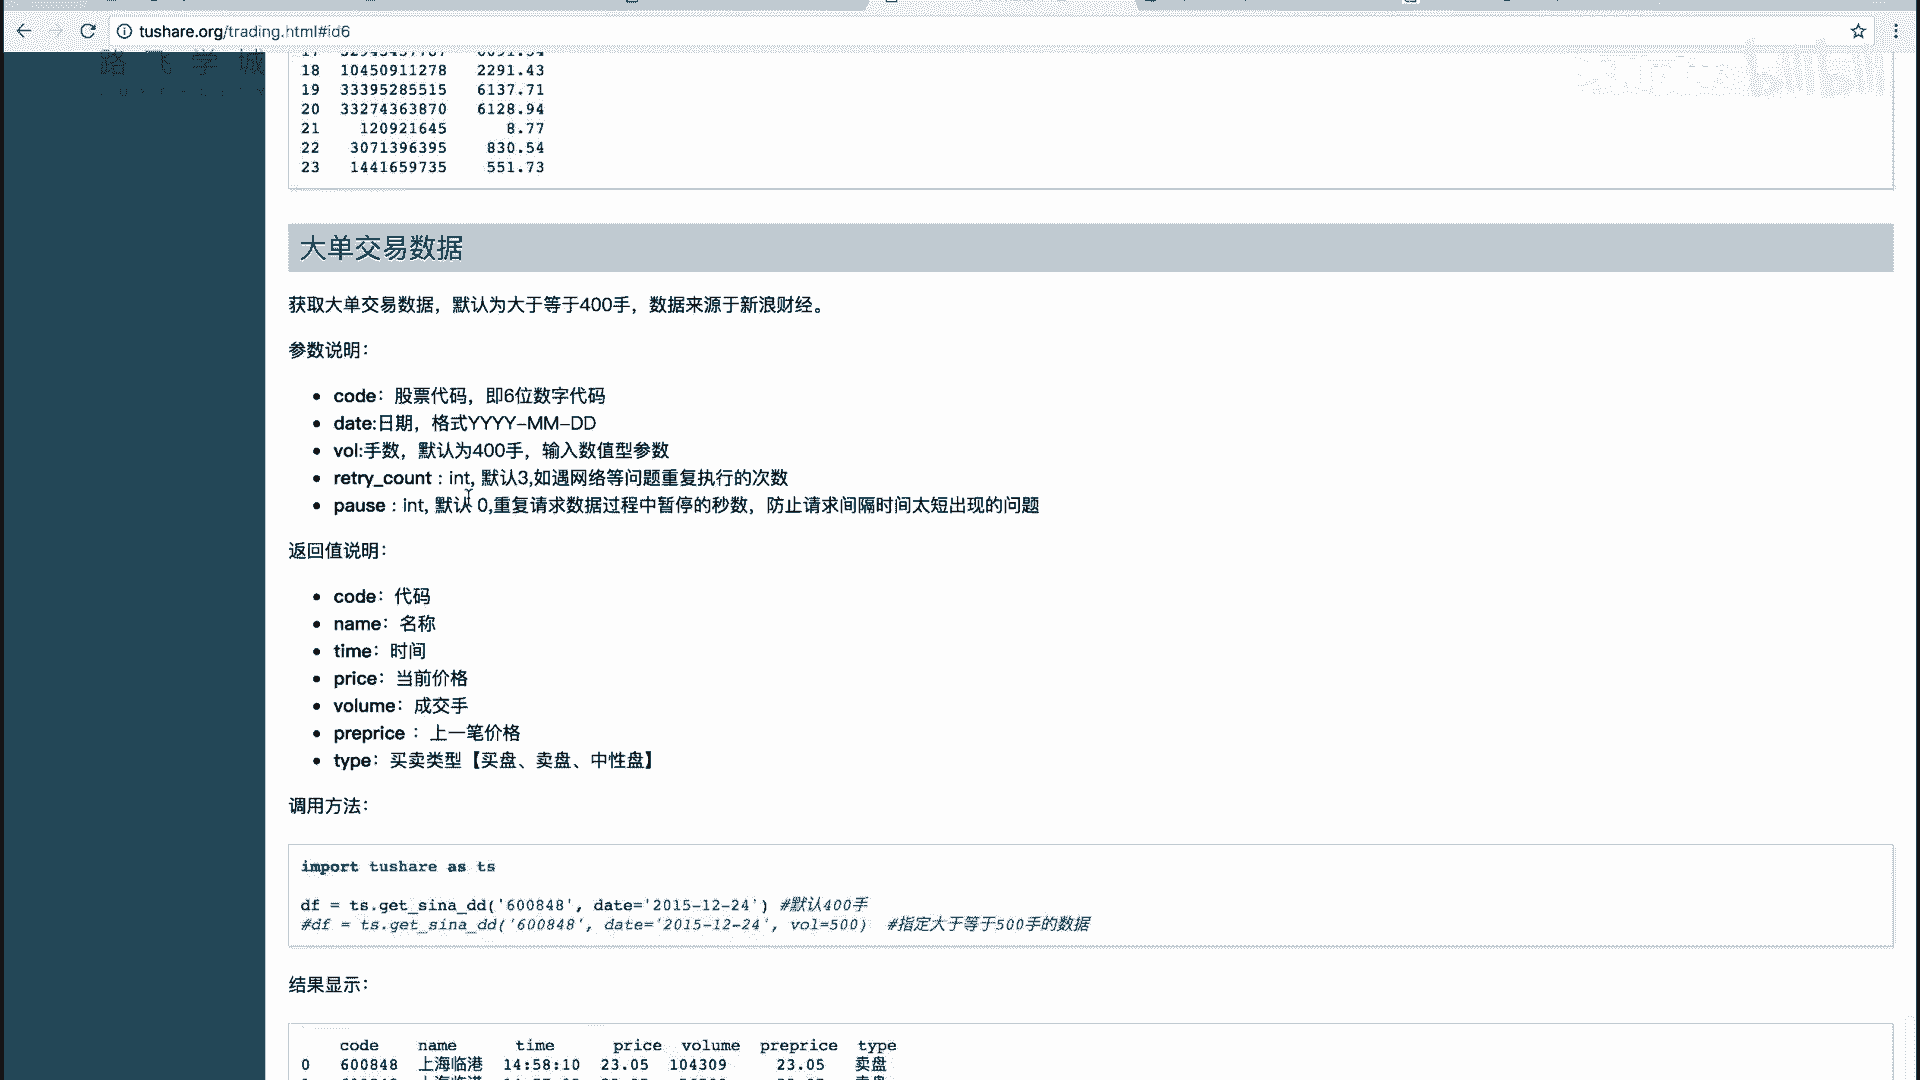 tushare.org/trading.html#id6
路飞学城
bilibili
18 10450911278 2291.43
19 33395285515 6137.71
20 33274363870 6128.94
21 120921645 8.77
22 3071396395 830.54
23 1441659735 551.73
大单交易数据
获取大单交易数据，默认为大于等于400手，数据来源于新浪财经。
参数说明：
code：股票代码，即6位数字代码
date:日期，格式YYYY-MM-DD
vol:手数，默认为400手，输入数值型参数
retry_count : int, 默认3,如遇网络等问题重复执行的次数
pause : int, 默认 0,重复请求数据过程中暂停的秒数，防止请求间隔时间太短出现的问题
返回值说明：
code：代码
name：名称
time：时间
price：当前价格
volume：成交手
preprice ：上一笔价格
type：买卖类型【买盘、卖盘、中性盘】
调用方法：
import tushare as ts
df = ts.get_sina_dd('600848', date='2015-12-24') #默认400手
#df = ts.get_sina_dd('600848', date='2015-12-24', vol=500) #指定大于等于500手的数据
结果显示：
code name time price volume preprice type
0 600848 上海临港 14:58:10 23.05 104309 23.05 卖盘